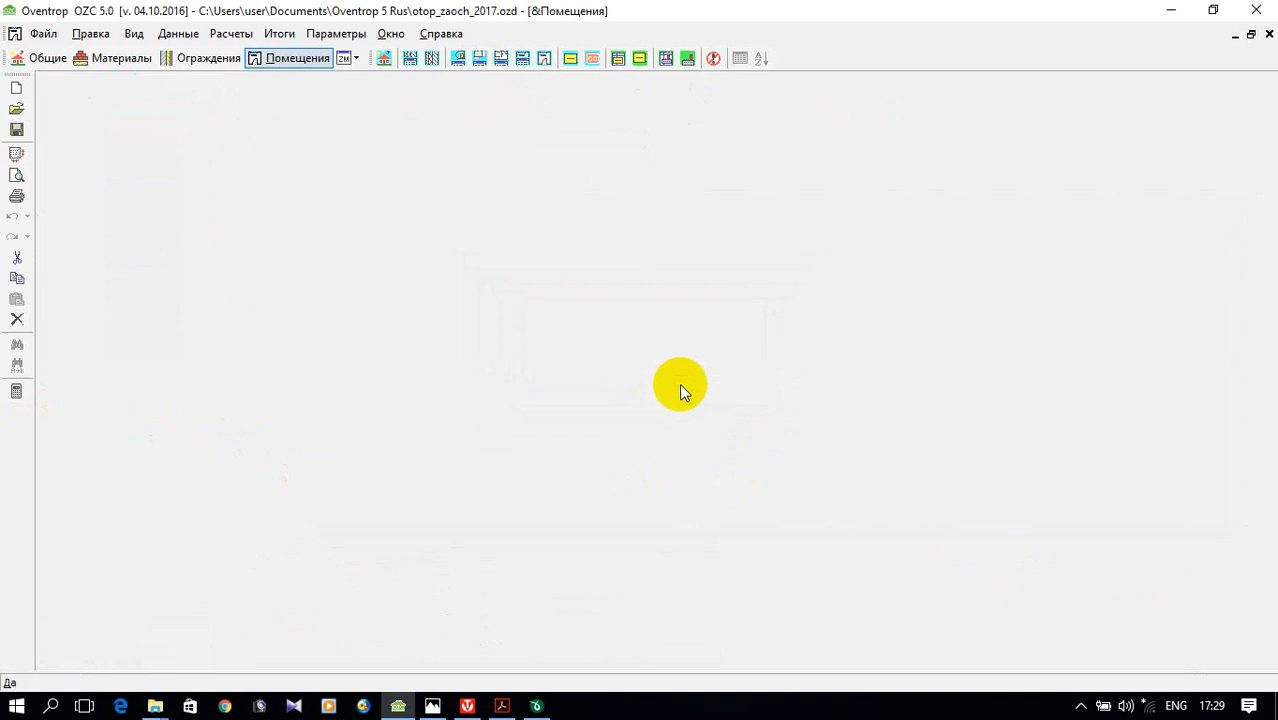 Oventrop OZC 5.0 [v. 04.10.2016] - C:\Users\user\Documents\Oventrop 5 Rus\otop_zaoch_2017.ozd - [&Помещения]
Файл Правка Вид Данные Расчеты Итоги Параметры Окно Справка
Общие Материалы Ограждения Помещения
Да
ENG 17:29